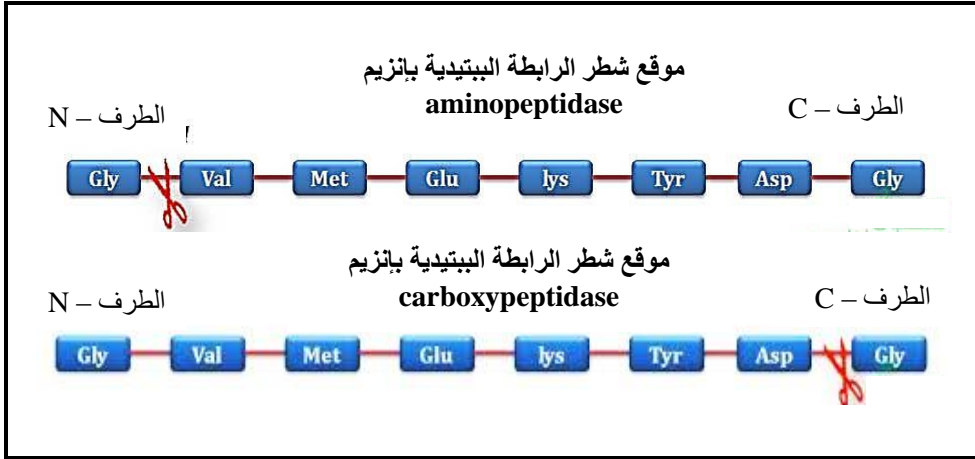 موقع شطر الرابطة الببتيدية بإنزيم
aminopeptidase
الطرف – N
الطرف – C
Gly Val Met Glu lys Tyr Asp Gly
موقع شطر الرابطة الببتيدية بإنزيم
carboxypeptidase
الطرف – N
الطرف – C
Gly Val Met Glu lys Tyr Asp Gly